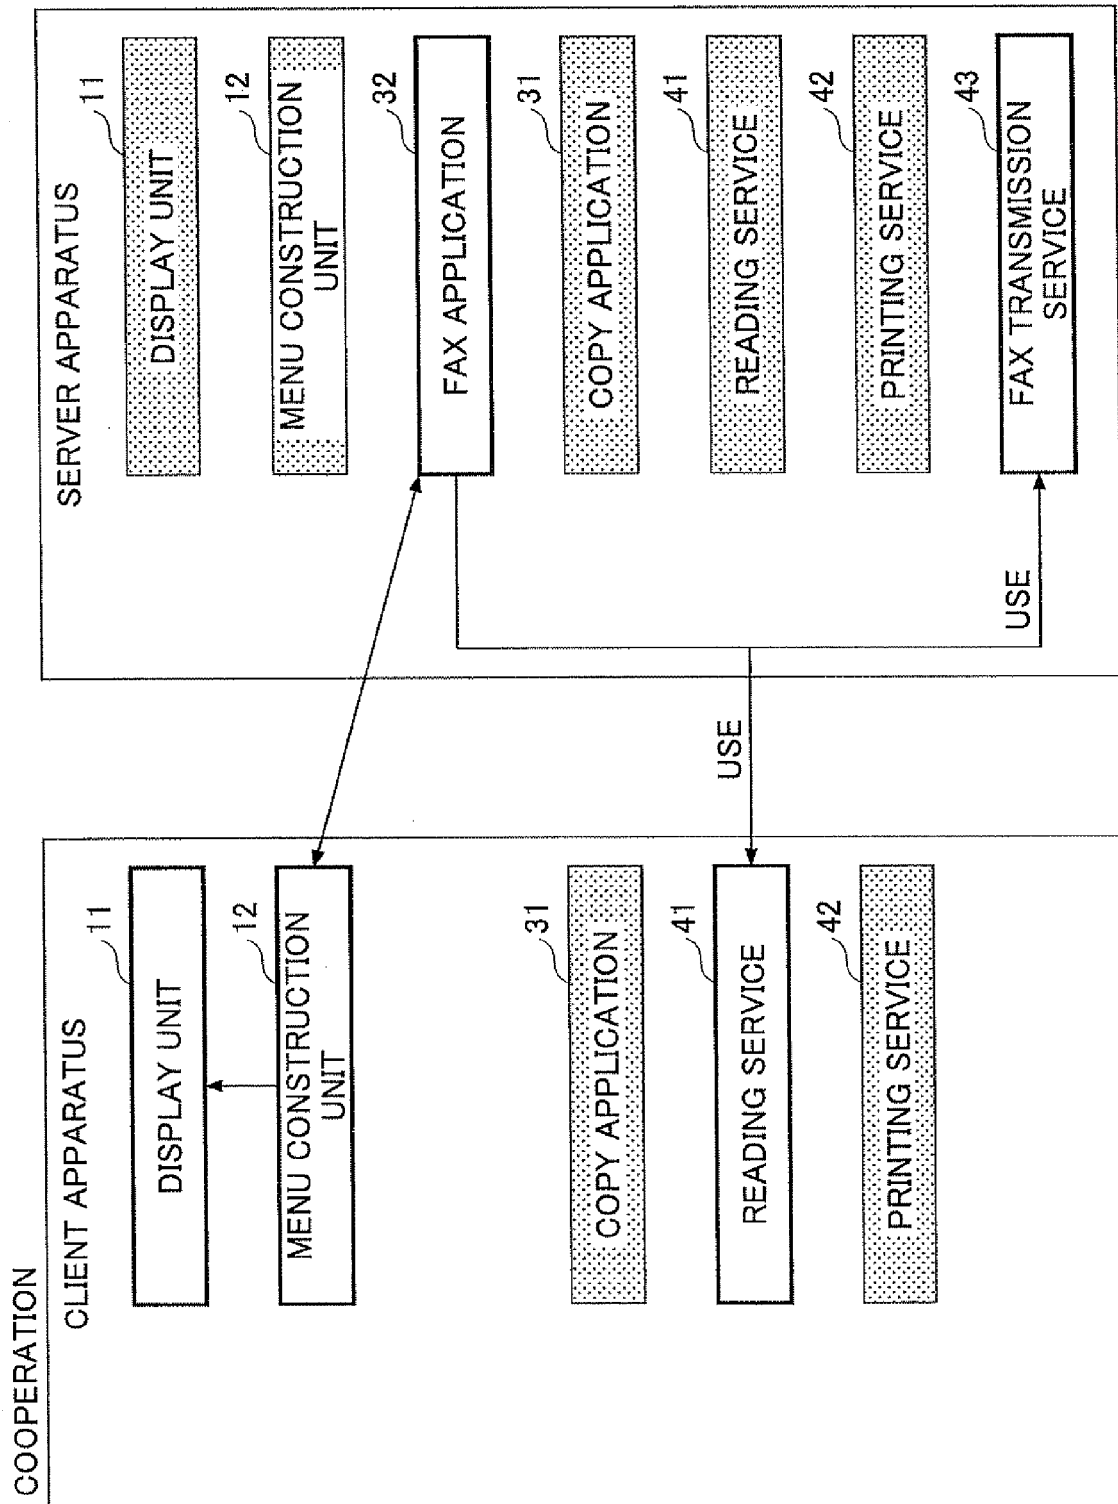 COOPERATION
CLIENT APPARATUS
11
DISPLAY UNIT
12
MENU CONSTRUCTION
UNIT
31
COPY APPLICATION
41
READING SERVICE
42
PRINTING SERVICE
USE
SERVER APPARATUS
11
DISPLAY UNIT
12
MENU CONSTRUCTION
UNIT
32
FAX APPLICATION
31
COPY APPLICATION
41
READING SERVICE
42
PRINTING SERVICE
43
FAX TRANSMISSION
SERVICE
USE